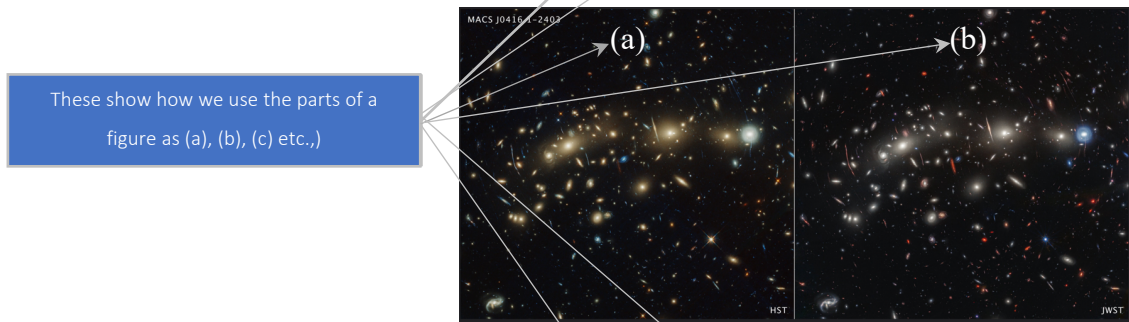 MACS J0416.1-2403
(a)
(b)
These show how we use the parts of a
figure as (a), (b), (c) etc.,)
HST
JWST